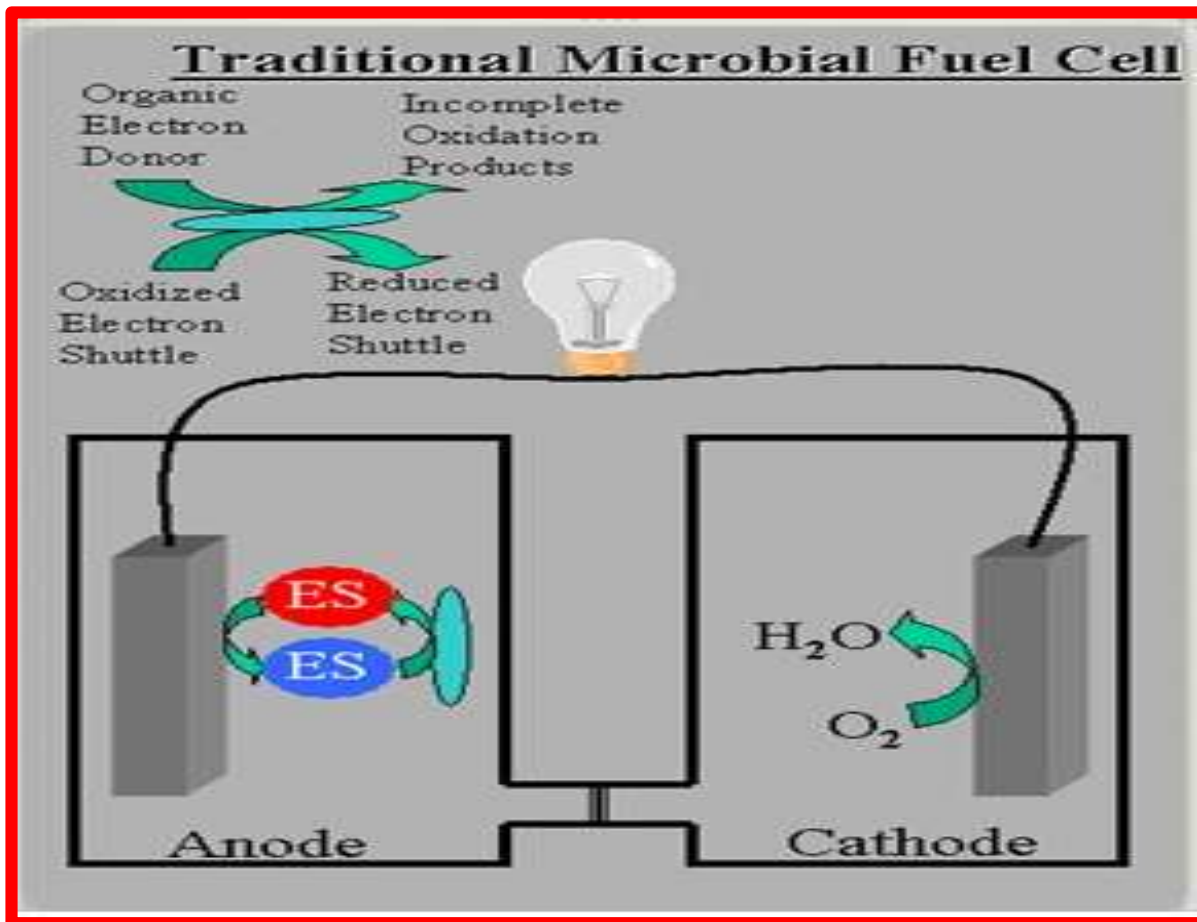 Traditional Microbial Fuel Cell
Organic
Electron
Donor
Incomplete
Oxidation
Products
Oxidized
Electron
Shuttle
Reduced
Electron
Shuttle
ES
ES
H₂O
O₂
Anode
Cathode